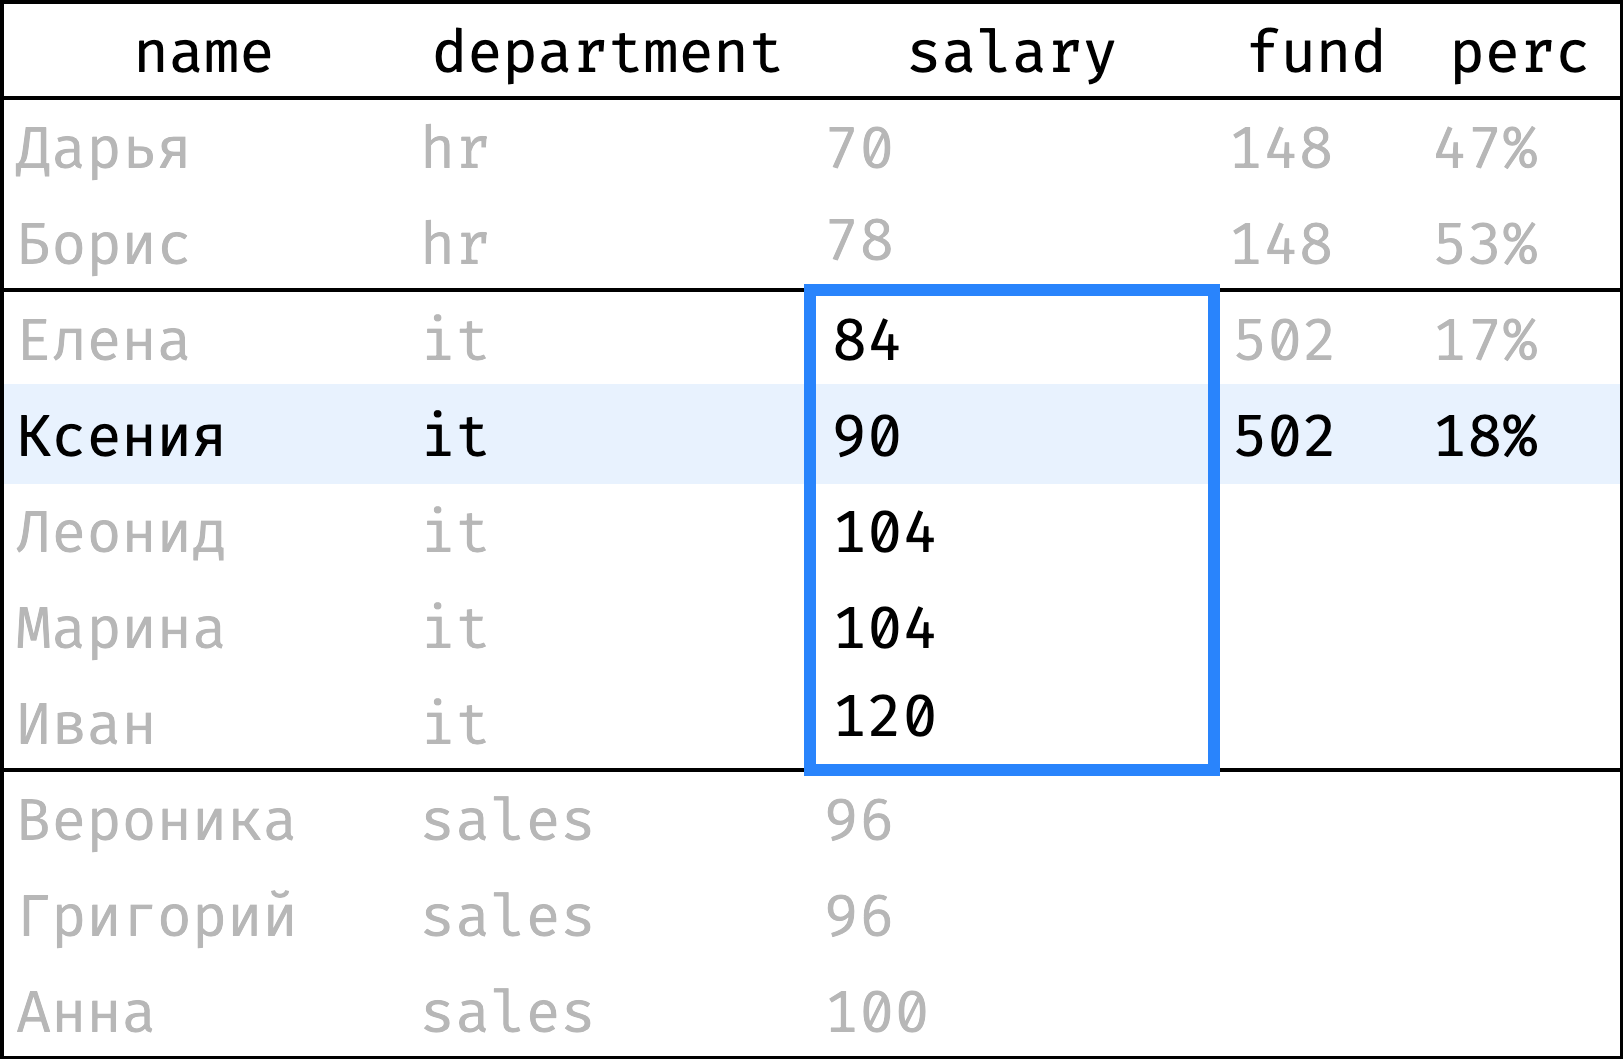 name department salary fund perc
Дарья hr 70 148 47%
Борис hr 78 148 53%
Елена it 84 502 17%
Ксения it 90 502 18%
Леонид it 104
Марина it 104
Иван it 120
Вероника sales 96
Григорий sales 96
Анна sales 100